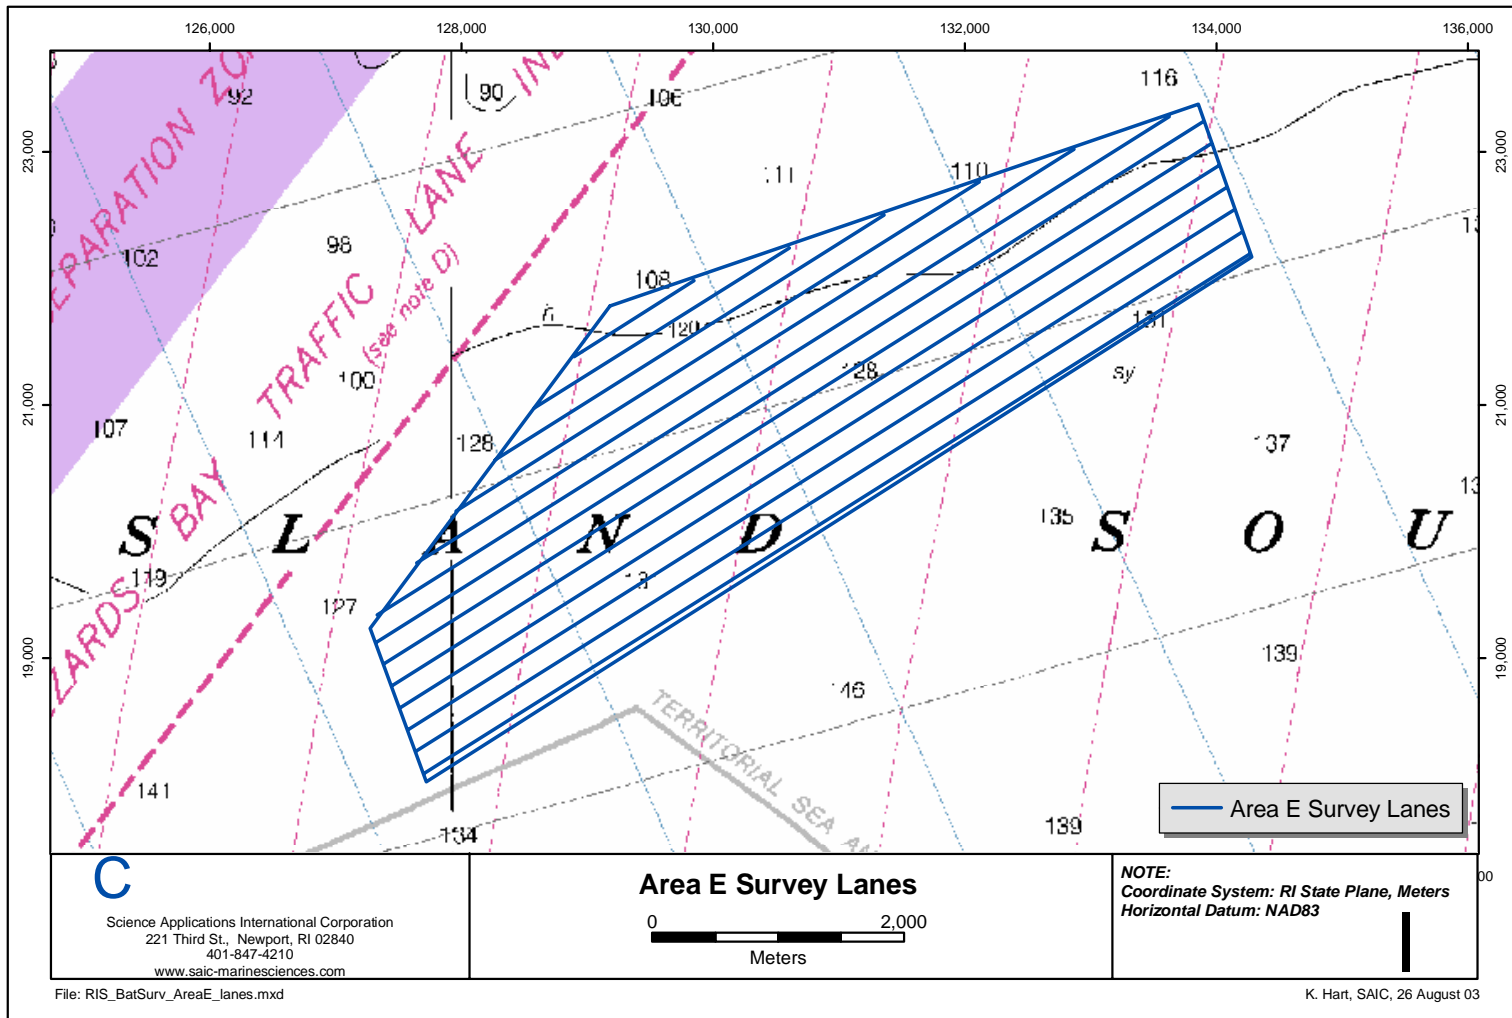 126,000 128,000 130,000 132,000 134,000 136,000
23,000
21,000
19,000
23,000
21,000
19,000
92
90
106
116
111
110
102
98
108
120
h
100
131
128
sy
107
114
128
137
135
119
127
146
139
141
134
139
SEPARATION ZON
TRAFFIC LANE
(see note D)
ZARDS BAY
S L A N D S O U
TERRITORIAL SEA AN
Area E Survey Lanes
C
Science Applications International Corporation
221 Third St., Newport, RI 02840
401-847-4210
www.saic-marinesciences.com
Area E Survey Lanes
0 2,000
Meters
NOTE:
Coordinate System: RI State Plane, Meters
Horizontal Datum: NAD83
File: RIS_BatSurv_AreaE_lanes.mxd
K. Hart, SAIC, 26 August 03